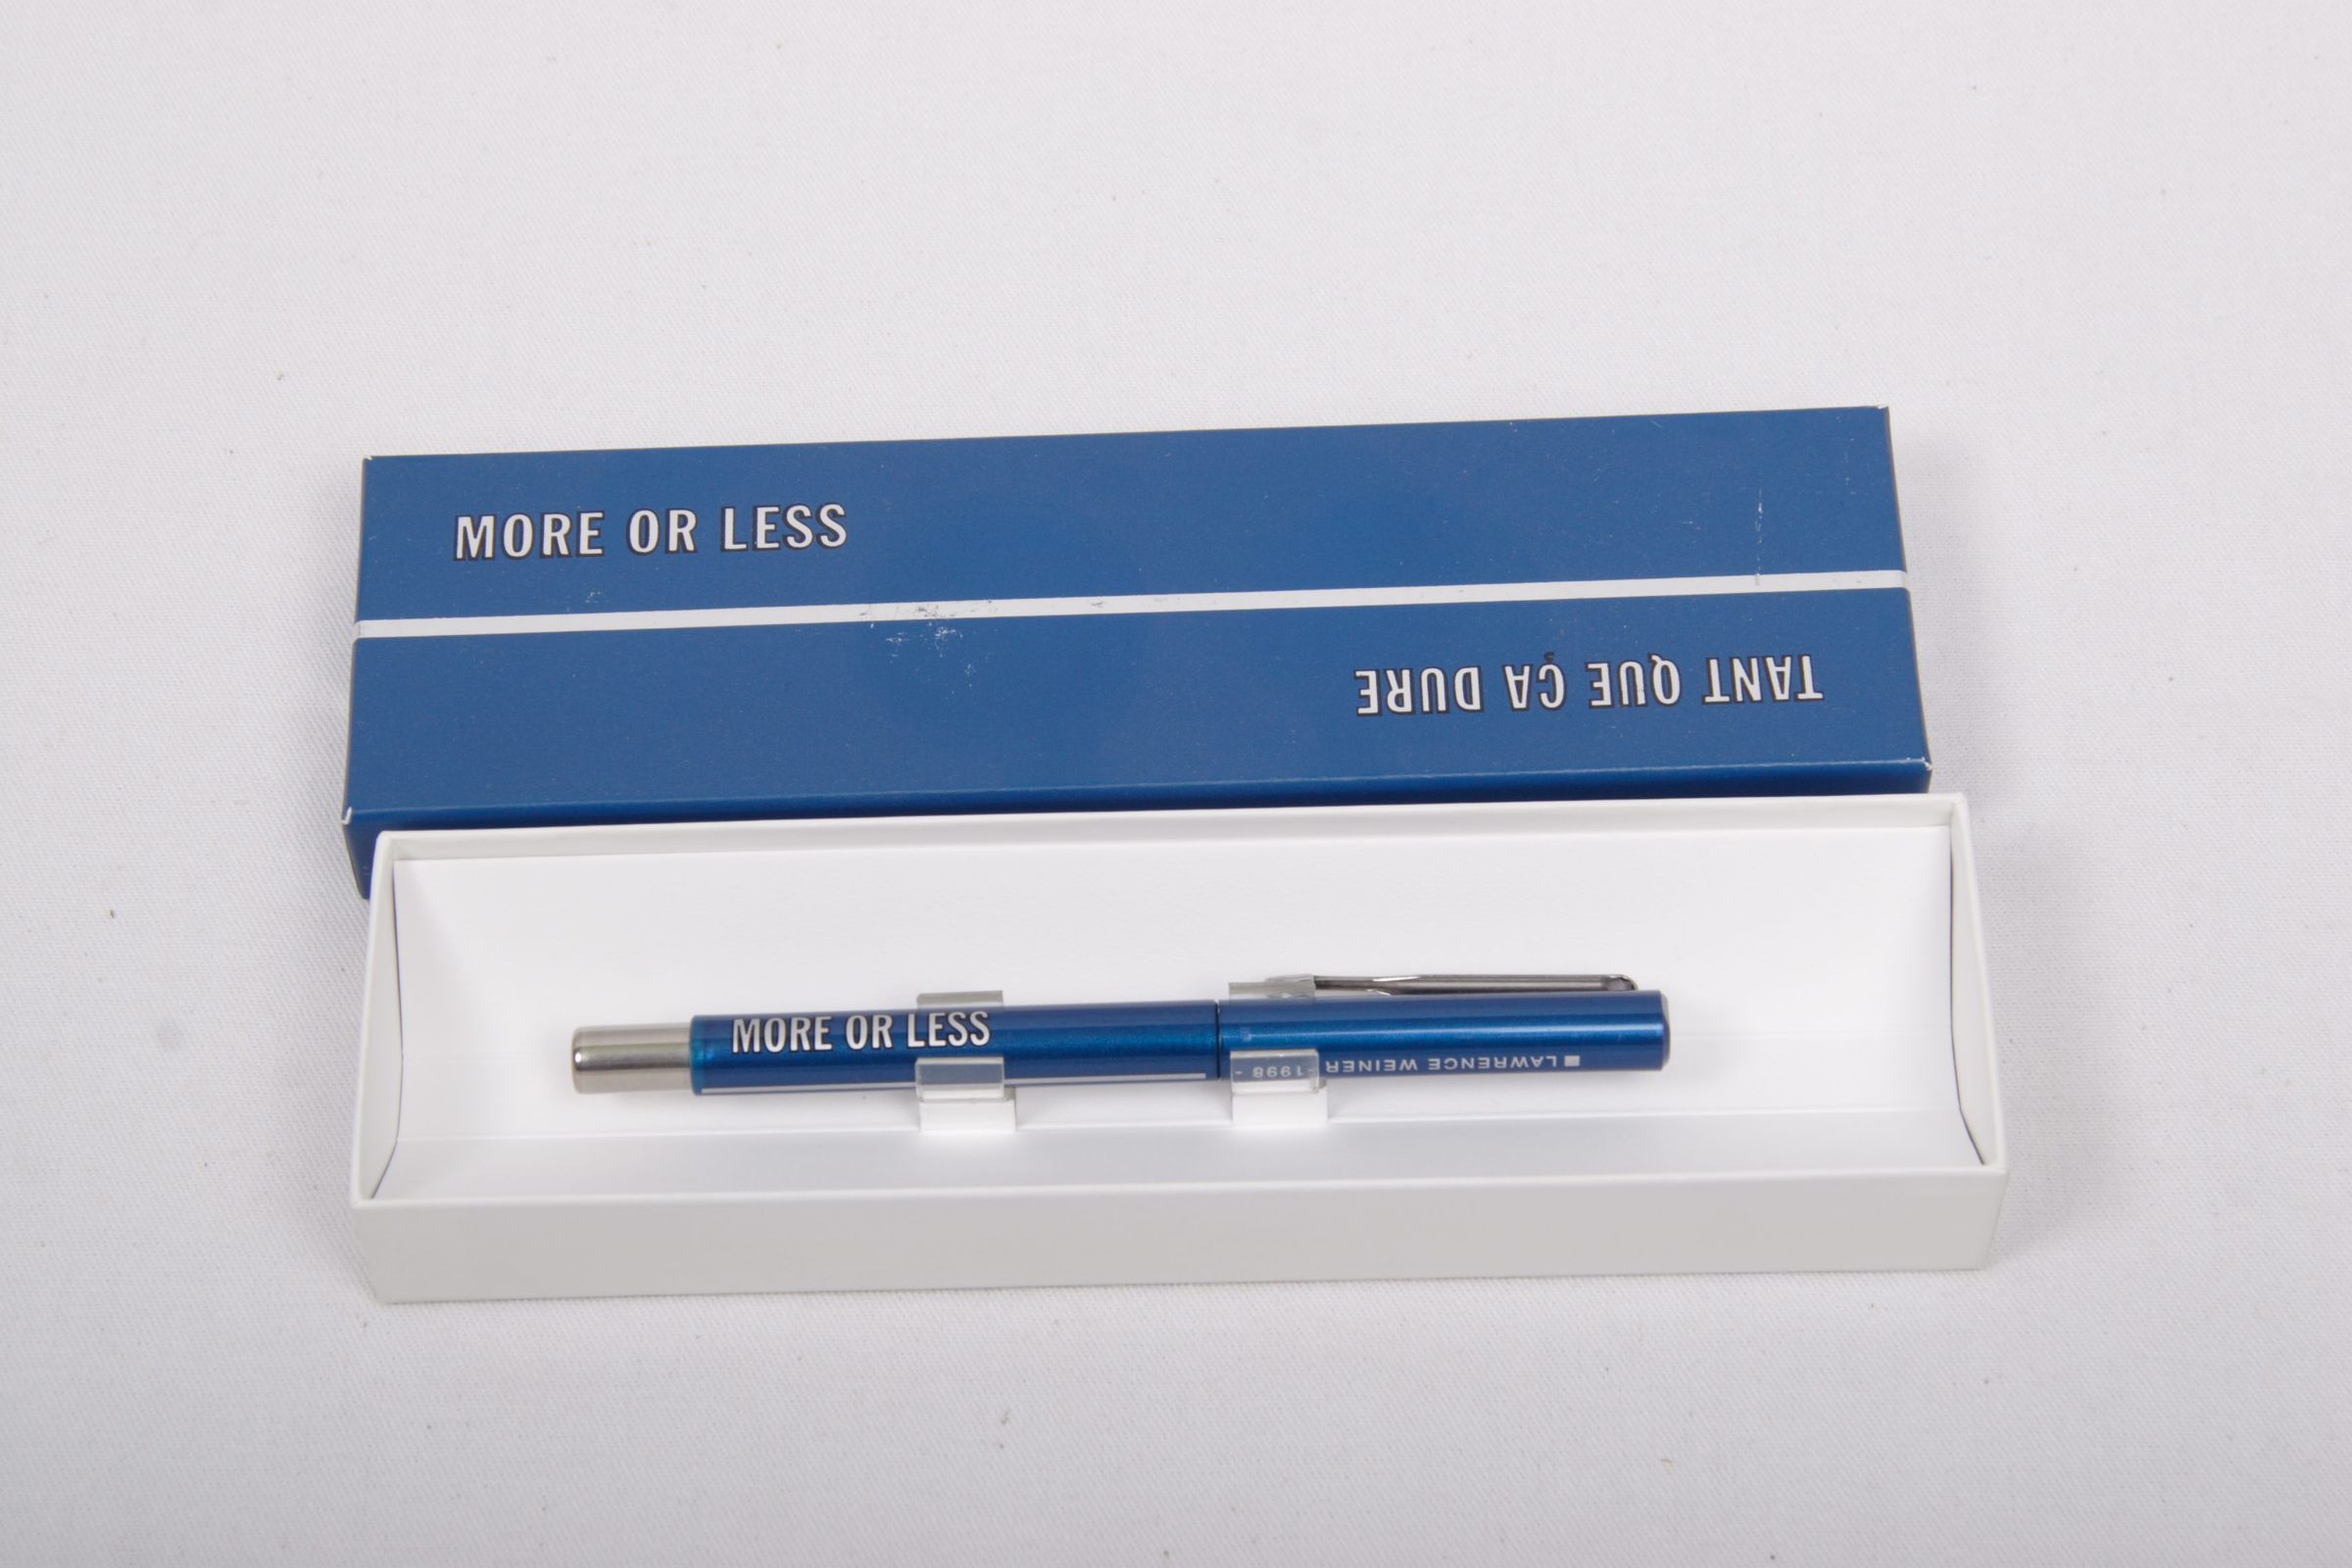 MORE OR LESS
TANT QUE ÇA DURE
MORE OR LESS
LAWRENCE WEINER -1998 -